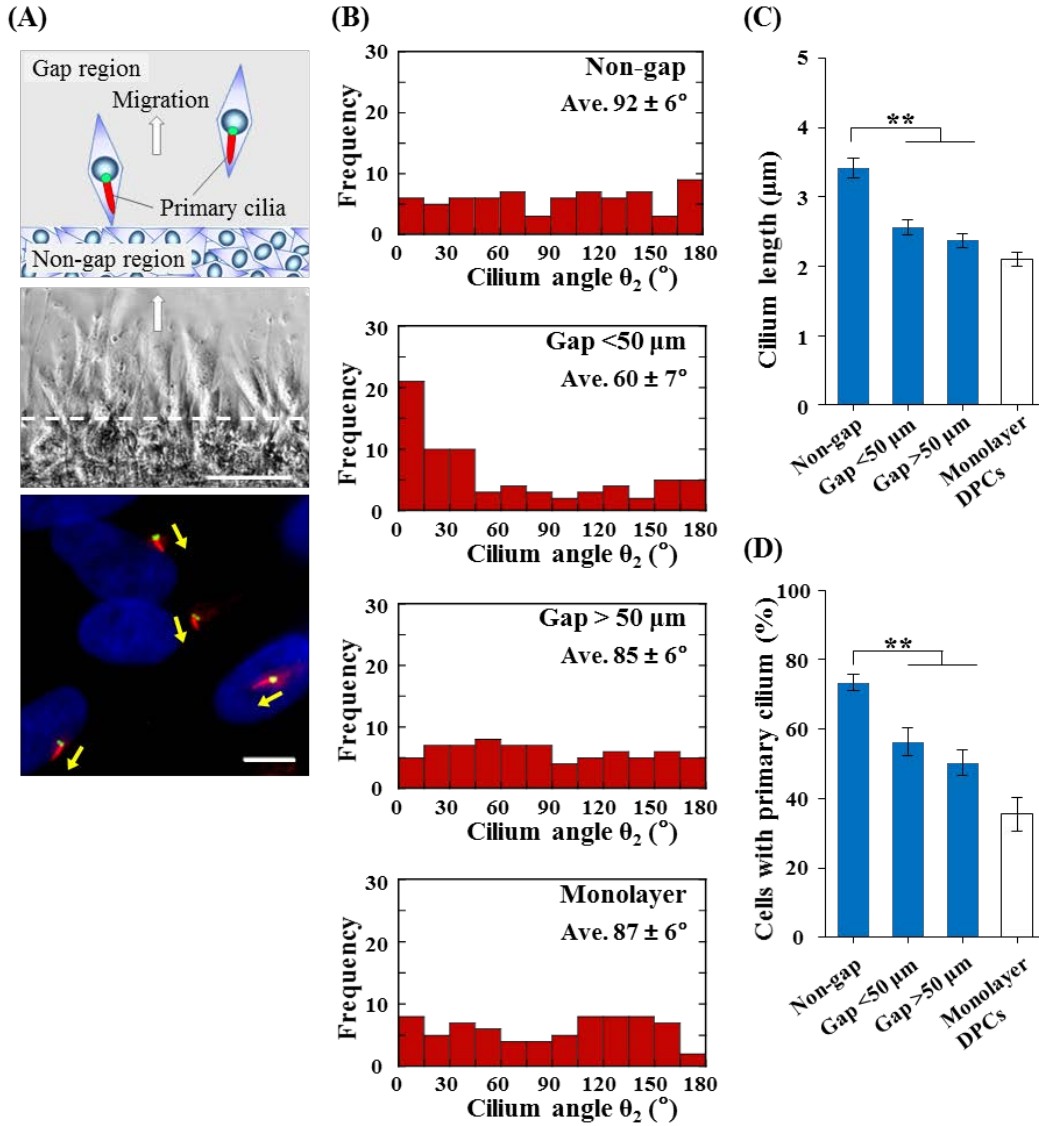 (A)
Gap region
Migration
Primary cilia
Non-gap region
(B)
30
20
10
0
Frequency
Non-gap
Ave. 92 ± 6°
0 30 60 90 120 150 180
Cilium angle θ2 (°)
30
20
10
0
Frequency
Gap <50 μm
Ave. 60 ± 7°
0 30 60 90 120 150 180
Cilium angle θ2 (°)
30
20
10
0
Frequency
Gap > 50 μm
Ave. 85 ± 6°
0 30 60 90 120 150 180
Cilium angle θ2 (°)
30
20
10
0
Frequency
Monolayer
Ave. 87 ± 6°
0 30 60 90 120 150 180
Cilium angle θ2 (°)
(C)
5
4
3
2
1
0
Cilium length (μm)
**
Non-gap
Gap <50 μm
Gap >50 μm
Monolayer
DPCs
(D)
100
80
60
40
20
0
Cells with primary cilium (%)
**
Non-gap
Gap <50 μm
Gap >50 μm
Monolayer
DPCs